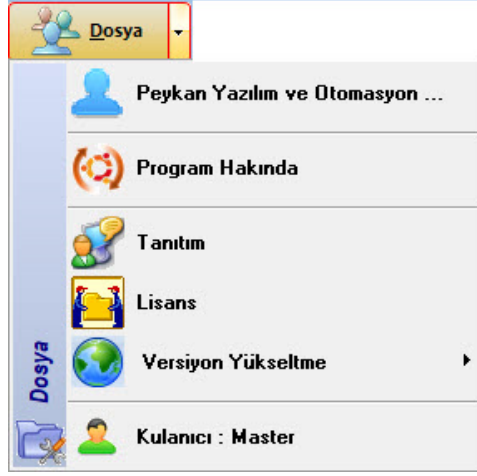 Dosya
Peykan Yazılım ve Otomasyon ...
Program Hakında
Tanıtım
Lisans
Versiyon Yükseltme
Kulanıcı : Master
Dosya